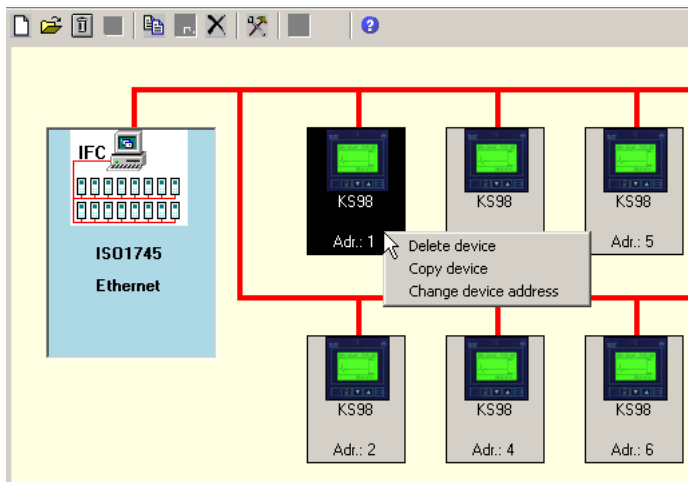 IFC
ISO1745
Ethernet
KS98
Adr.: 1
KS98
KS98
Adr.: 5
Delete device
Copy device
Change device address
KS98
Adr.: 2
KS98
Adr.: 4
KS98
Adr.: 6